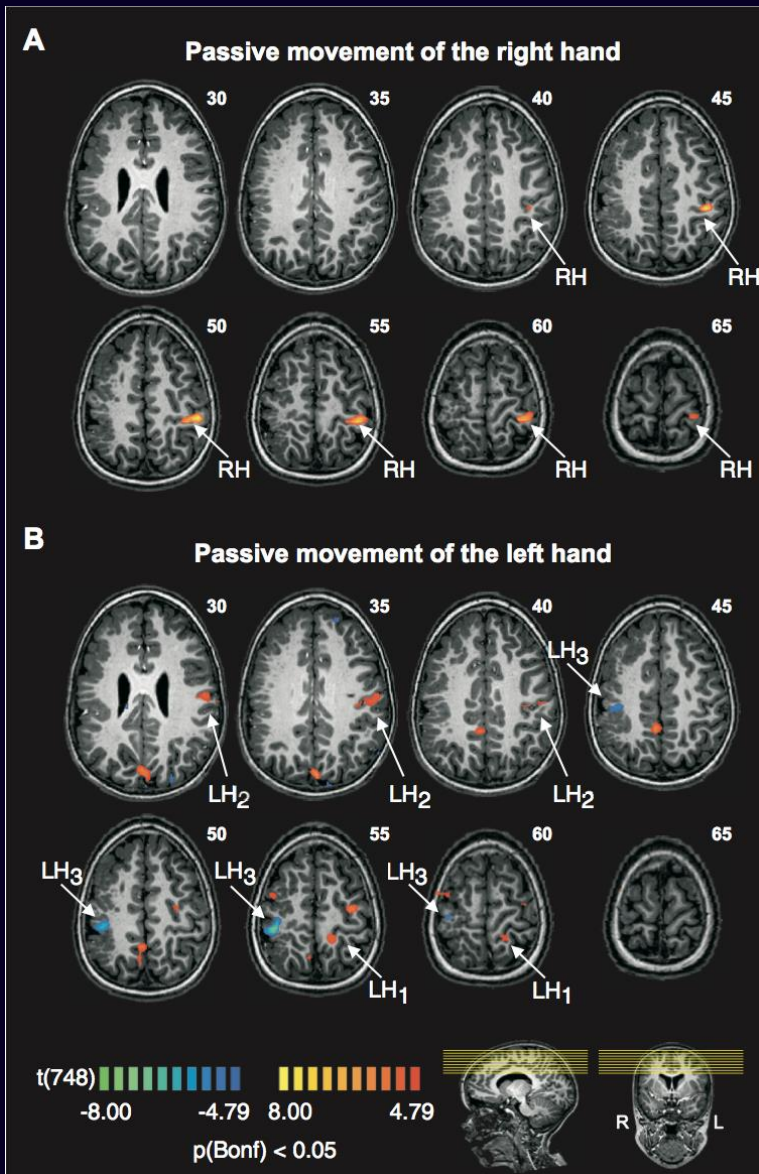 A
Passive movement of the right hand
30 35 40 45
RH RH
50 55 60 65
RH RH RH RH
B
Passive movement of the left hand
30 35 40 45
LH3
LH2 LH2 LH2
50 55 60 65
LH3 LH3 LH3
LH1 LH1
t(748)
-8.00 -4.79 8.00 4.79
p(Bonf) < 0.05
R L